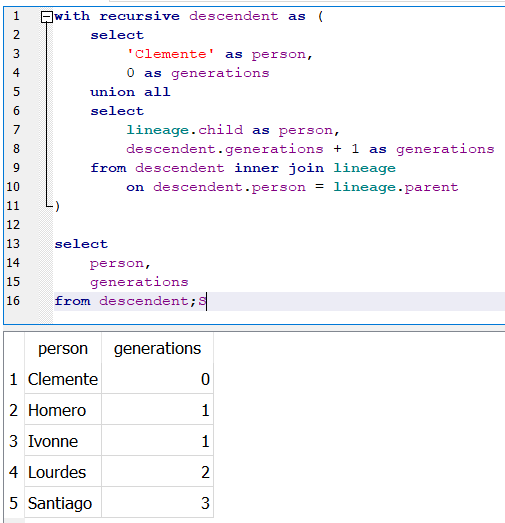 1 with recursive descendent as (
2 select
3 'Clemente' as person,
4 0 as generations
5 union all
6 select
7 lineage.child as person,
8 descendent.generations + 1 as generations
9 from descendent inner join lineage
10 on descendent.person = lineage.parent
11 )
12
13 select
14 person,
15 generations
16 from descendent;S
person generations
1 Clemente 0
2 Homero 1
3 Ivonne 1
4 Lourdes 2
5 Santiago 3